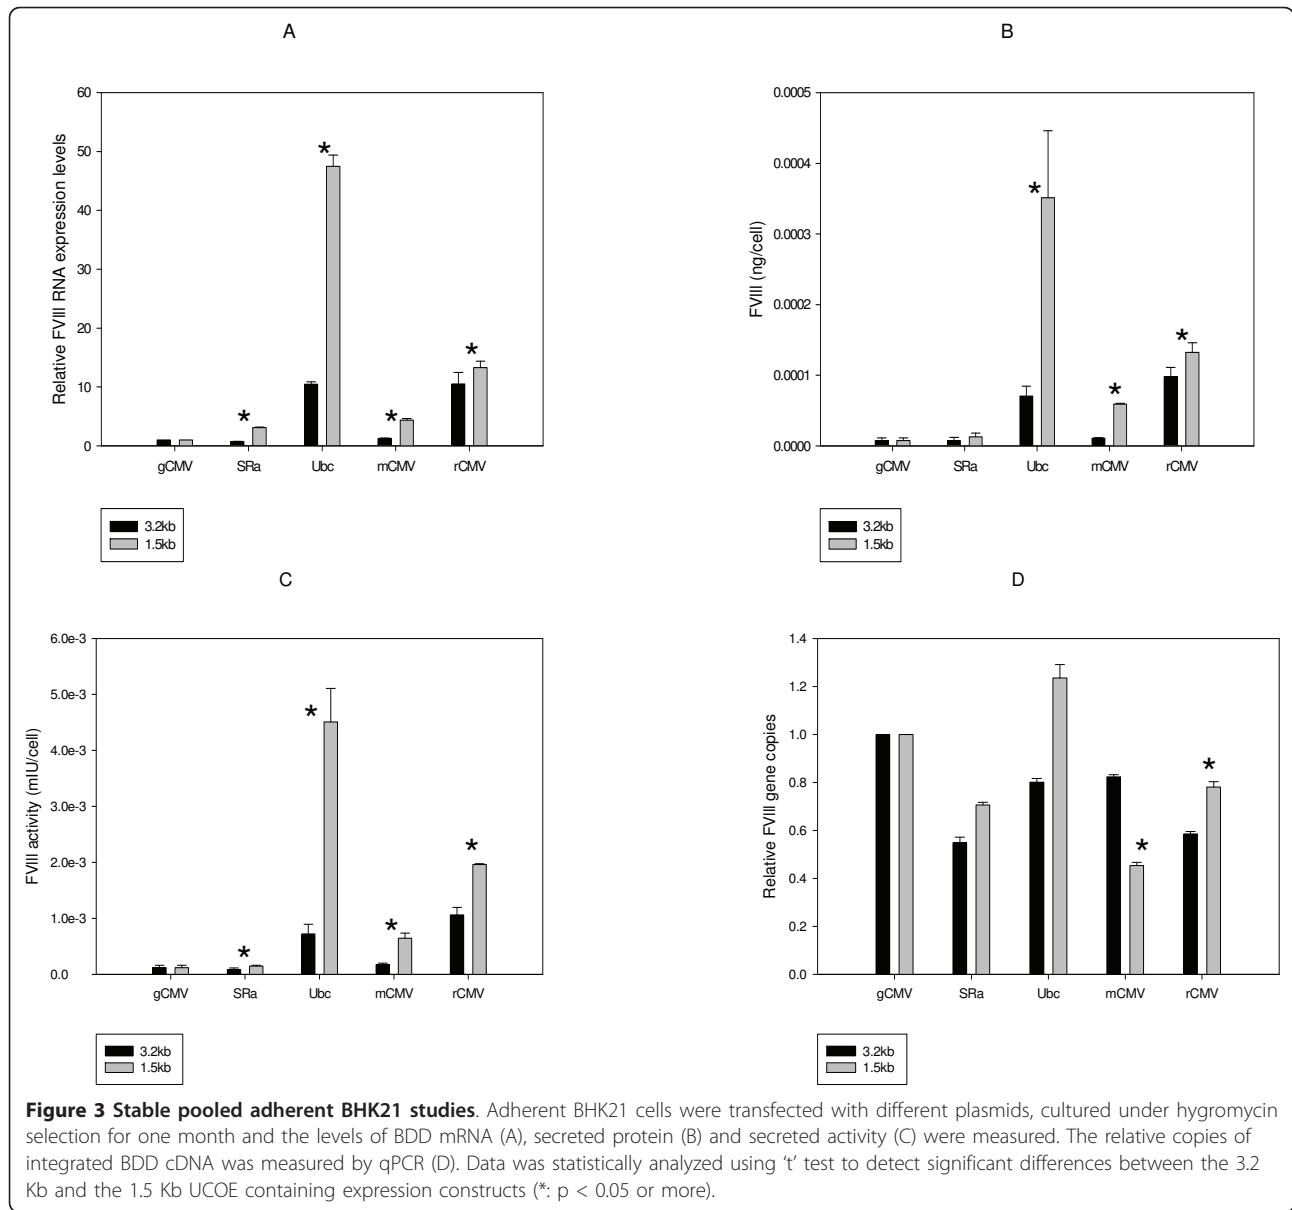 A
Relative FVIII RNA expression levels
60
50
40
30
20
10
0
*
*
*
*
gCMV SRa Ubc mCMV rCMV
3.2kb
1.5kb
B
FVIII (ng/cell)
0.0005
0.0004
0.0003
0.0002
0.0001
0.0000
*
*
*
gCMV SRa Ubc mCMV rCMV
3.2kb
1.5kb
C
FVIII activity (mIU/cell)
6.0e-3
5.0e-3
4.0e-3
3.0e-3
2.0e-3
1.0e-3
0.0
*
*
*
*
gCMV SRa Ubc mCMV rCMV
3.2kb
1.5kb
D
Relative FVIII gene copies
1.4
1.2
1.0
0.8
0.6
0.4
0.2
0.0
*
*
gCMV SRa Ubc mCMV rCMV
3.2kb
1.5kb
Figure 3 Stable pooled adherent BHK21 studies. Adherent BHK21 cells were transfected with different plasmids, cultured under hygromycin
selection for one month and the levels of BDD mRNA (A), secreted protein (B) and secreted activity (C) were measured. The relative copies of
integrated BDD cDNA was measured by qPCR (D). Data was statistically analyzed using ‘t’ test to detect significant differences between the 3.2
Kb and the 1.5 Kb UCOE containing expression constructs (*: p < 0.05 or more).